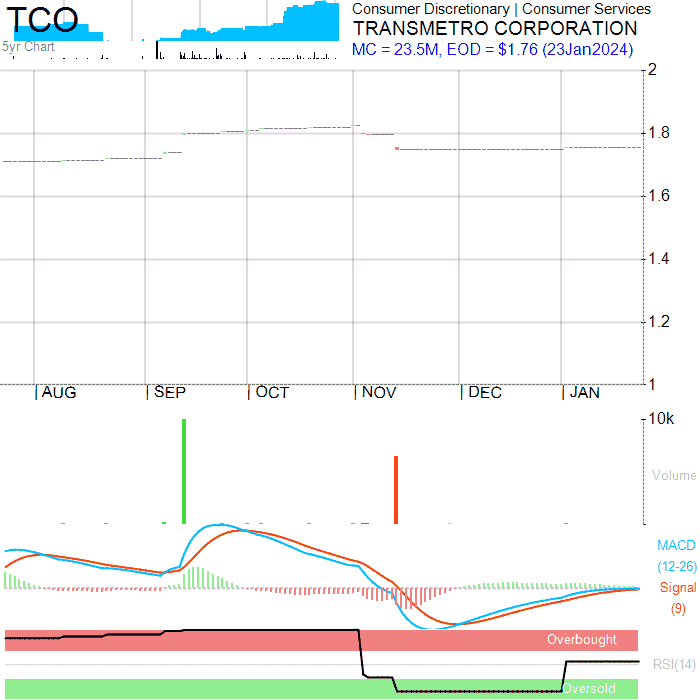 TCO
5yr Chart
Consumer Discretionary | Consumer Services
TRANSMETRO CORPORATION
MC = 23.5M, EOD = $1.76 (23Jan2024)
2
1.8
1.6
1.4
1.2
1
AUG SEP OCT NOV DEC JAN
10k
Volume
MACD
(12-26)
Signal
(9)
Overbought
RSI(14)
Oversold